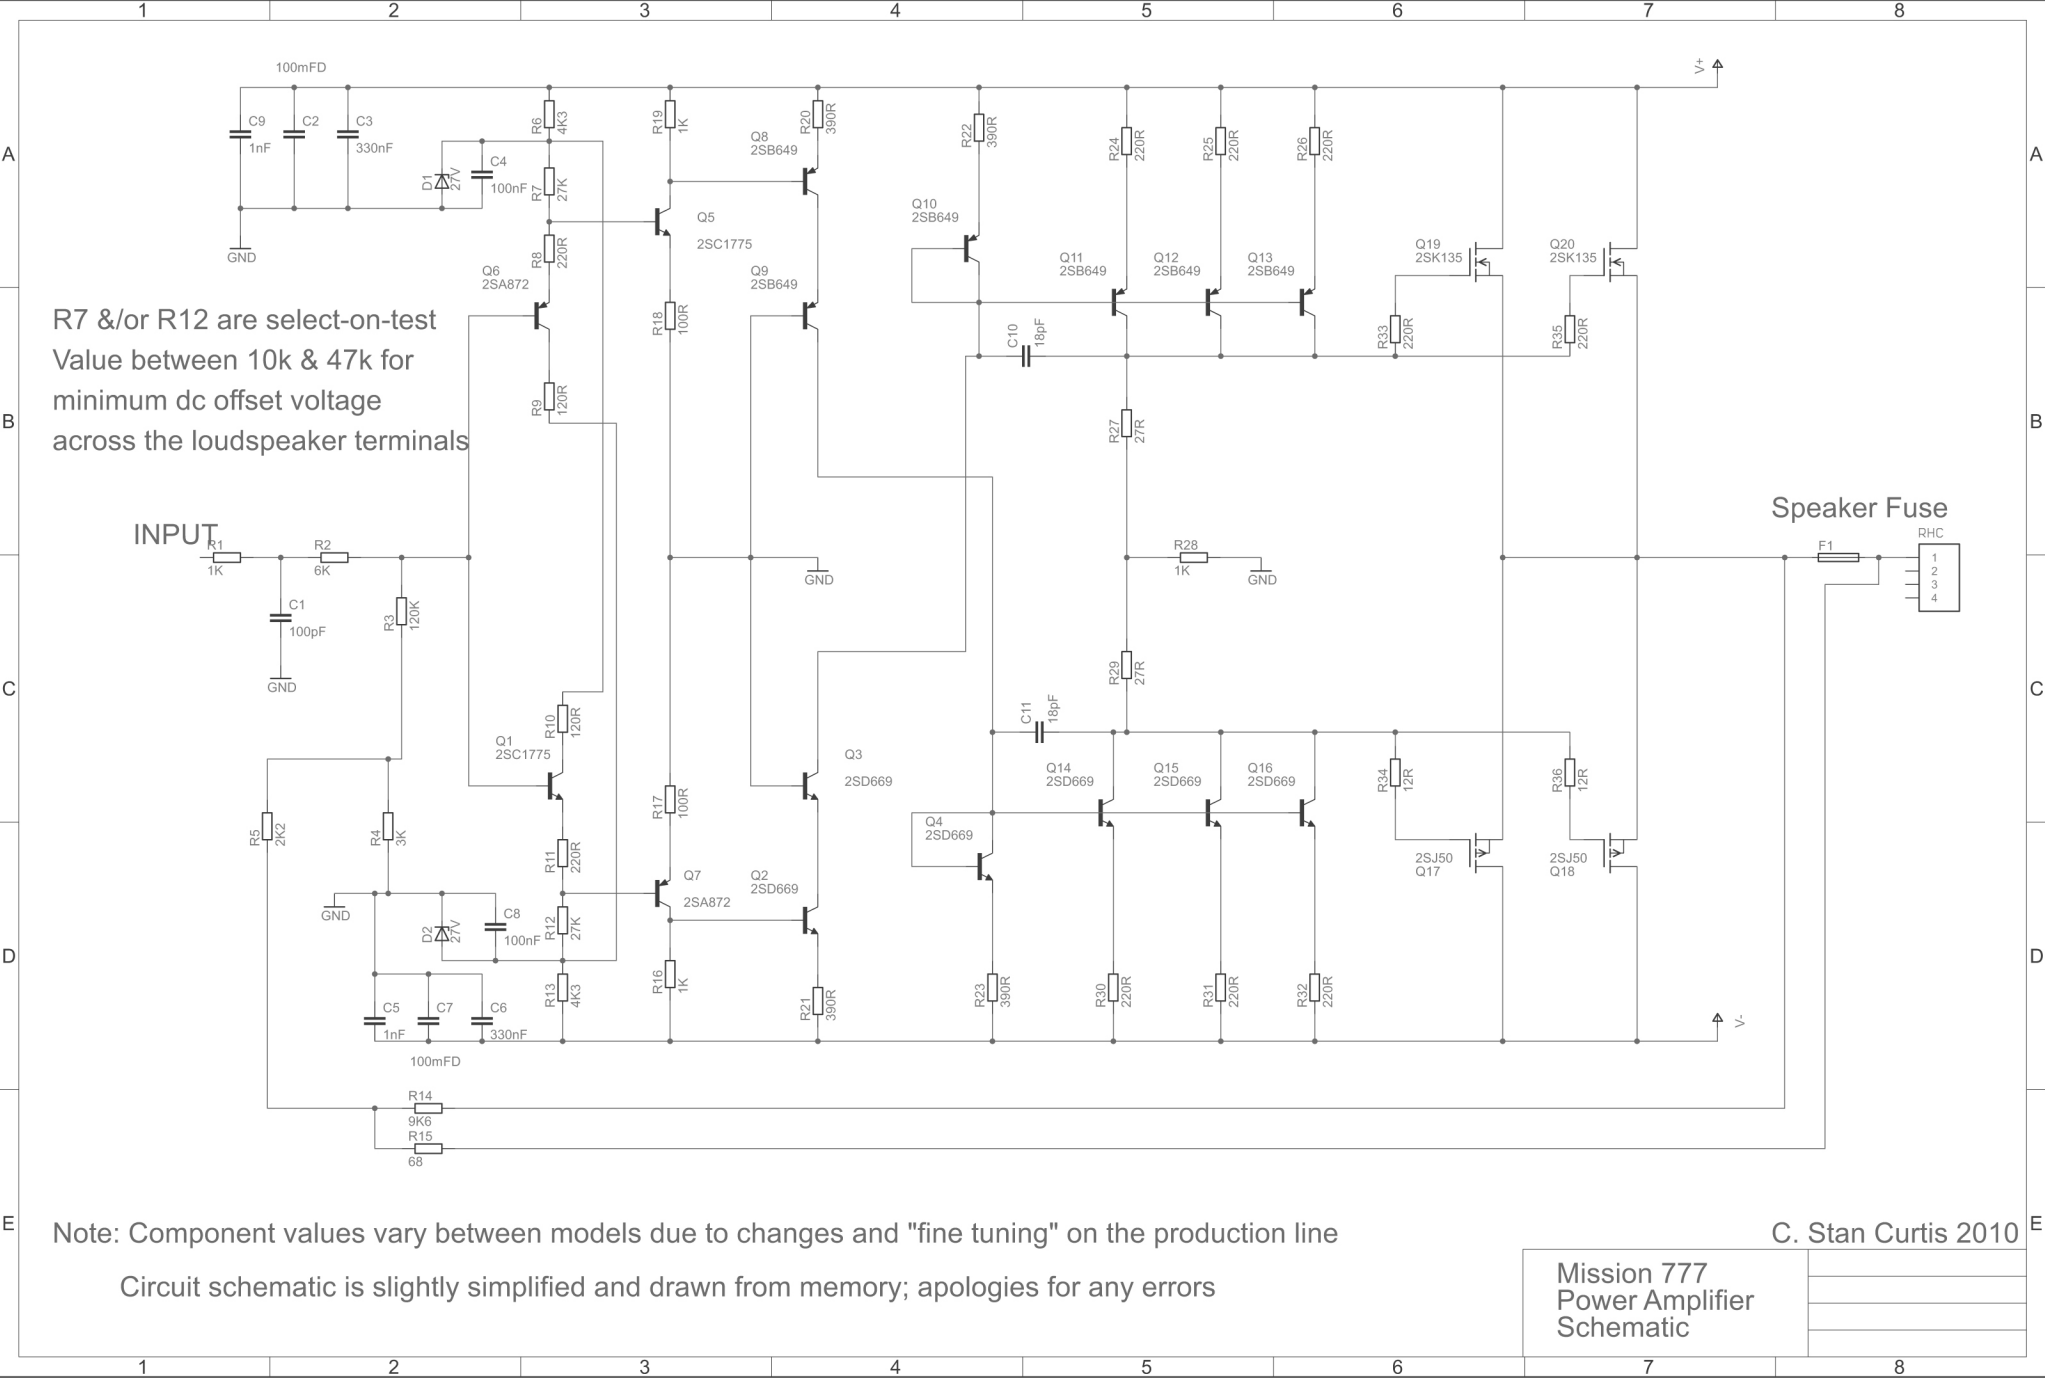 1 2 3 4 5 6 7 8
A
B
C
D
E
A
B
C
D
E
100mFD
C9
1nF
C2
C3
330nF
GND
D1
27V
C4
100nF
R6
4K3
R7
27K
R8
220R
Q6
2SA872
R9
120R
R19
1K
Q5
2SC1775
R18
100R
R20
390R
Q8
2SB649
Q9
2SB649
R22
390R
Q10
2SB649
C10
18pF
R24
220R
R25
220R
R26
220R
Q11
2SB649
Q12
2SB649
Q13
2SB649
R27
27R
Q19
2SK135
Q20
2SK135
R33
220R
R35
220R
V+
R7 &/or R12 are select-on-test
Value between 10k & 47k for
minimum dc offset voltage
across the loudspeaker terminals
INPUT
R1
1K
R2
6K
C1
100pF
GND
R3
120K
GND
R28
1K
GND
Speaker Fuse
F1
RHC
1
2
3
4
R10
120R
Q1
2SC1775
R11
220R
R12
27K
R13
4K3
R5
2K2
R4
3K
GND
D2
27V
C8
100nF
C5
1nF
C7
C6
330nF
100mFD
R17
100R
Q7
2SA872
R16
1K
Q3
2SD669
Q2
2SD669
R21
390R
R29
27R
C11
18pF
Q4
2SD669
R23
390R
Q14
2SD669
Q15
2SD669
Q16
2SD669
R30
220R
R31
220R
R32
220R
R34
12R
R36
12R
2SJ50
Q17
2SJ50
Q18
V-
R14
9K6
R15
68
Note: Component values vary between models due to changes and "fine tuning" on the production line
Circuit schematic is slightly simplified and drawn from memory; apologies for any errors
C. Stan Curtis 2010
Mission 777
Power Amplifier
Schematic
1 2 3 4 5 6 7 8